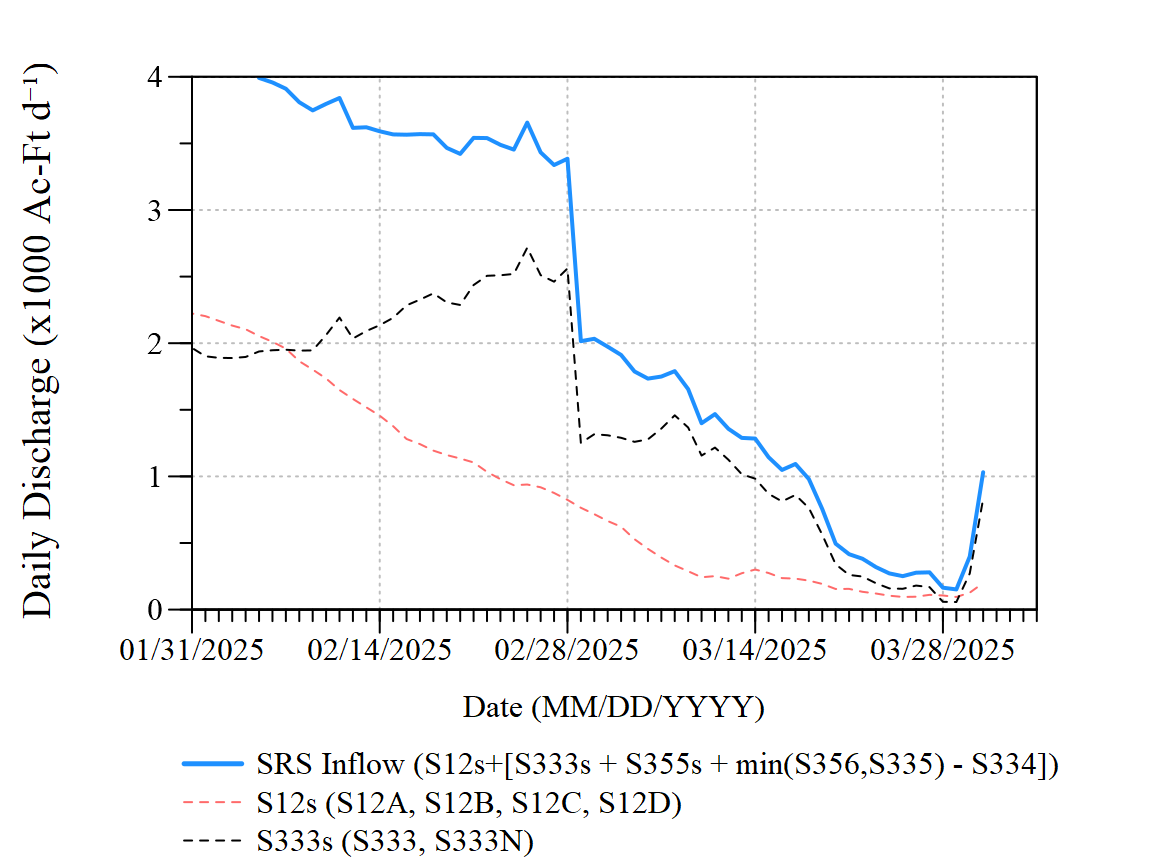 Daily Discharge (x1000 Ac-Ft d⁻¹)
4
3
2
1
0
01/31/2025 02/14/2025 02/28/2025 03/14/2025 03/28/2025
Date (MM/DD/YYYY)
SRS Inflow (S12s+[S333s + S355s + min(S356,S335) - S334])
S12s (S12A, S12B, S12C, S12D)
S333s (S333, S333N)